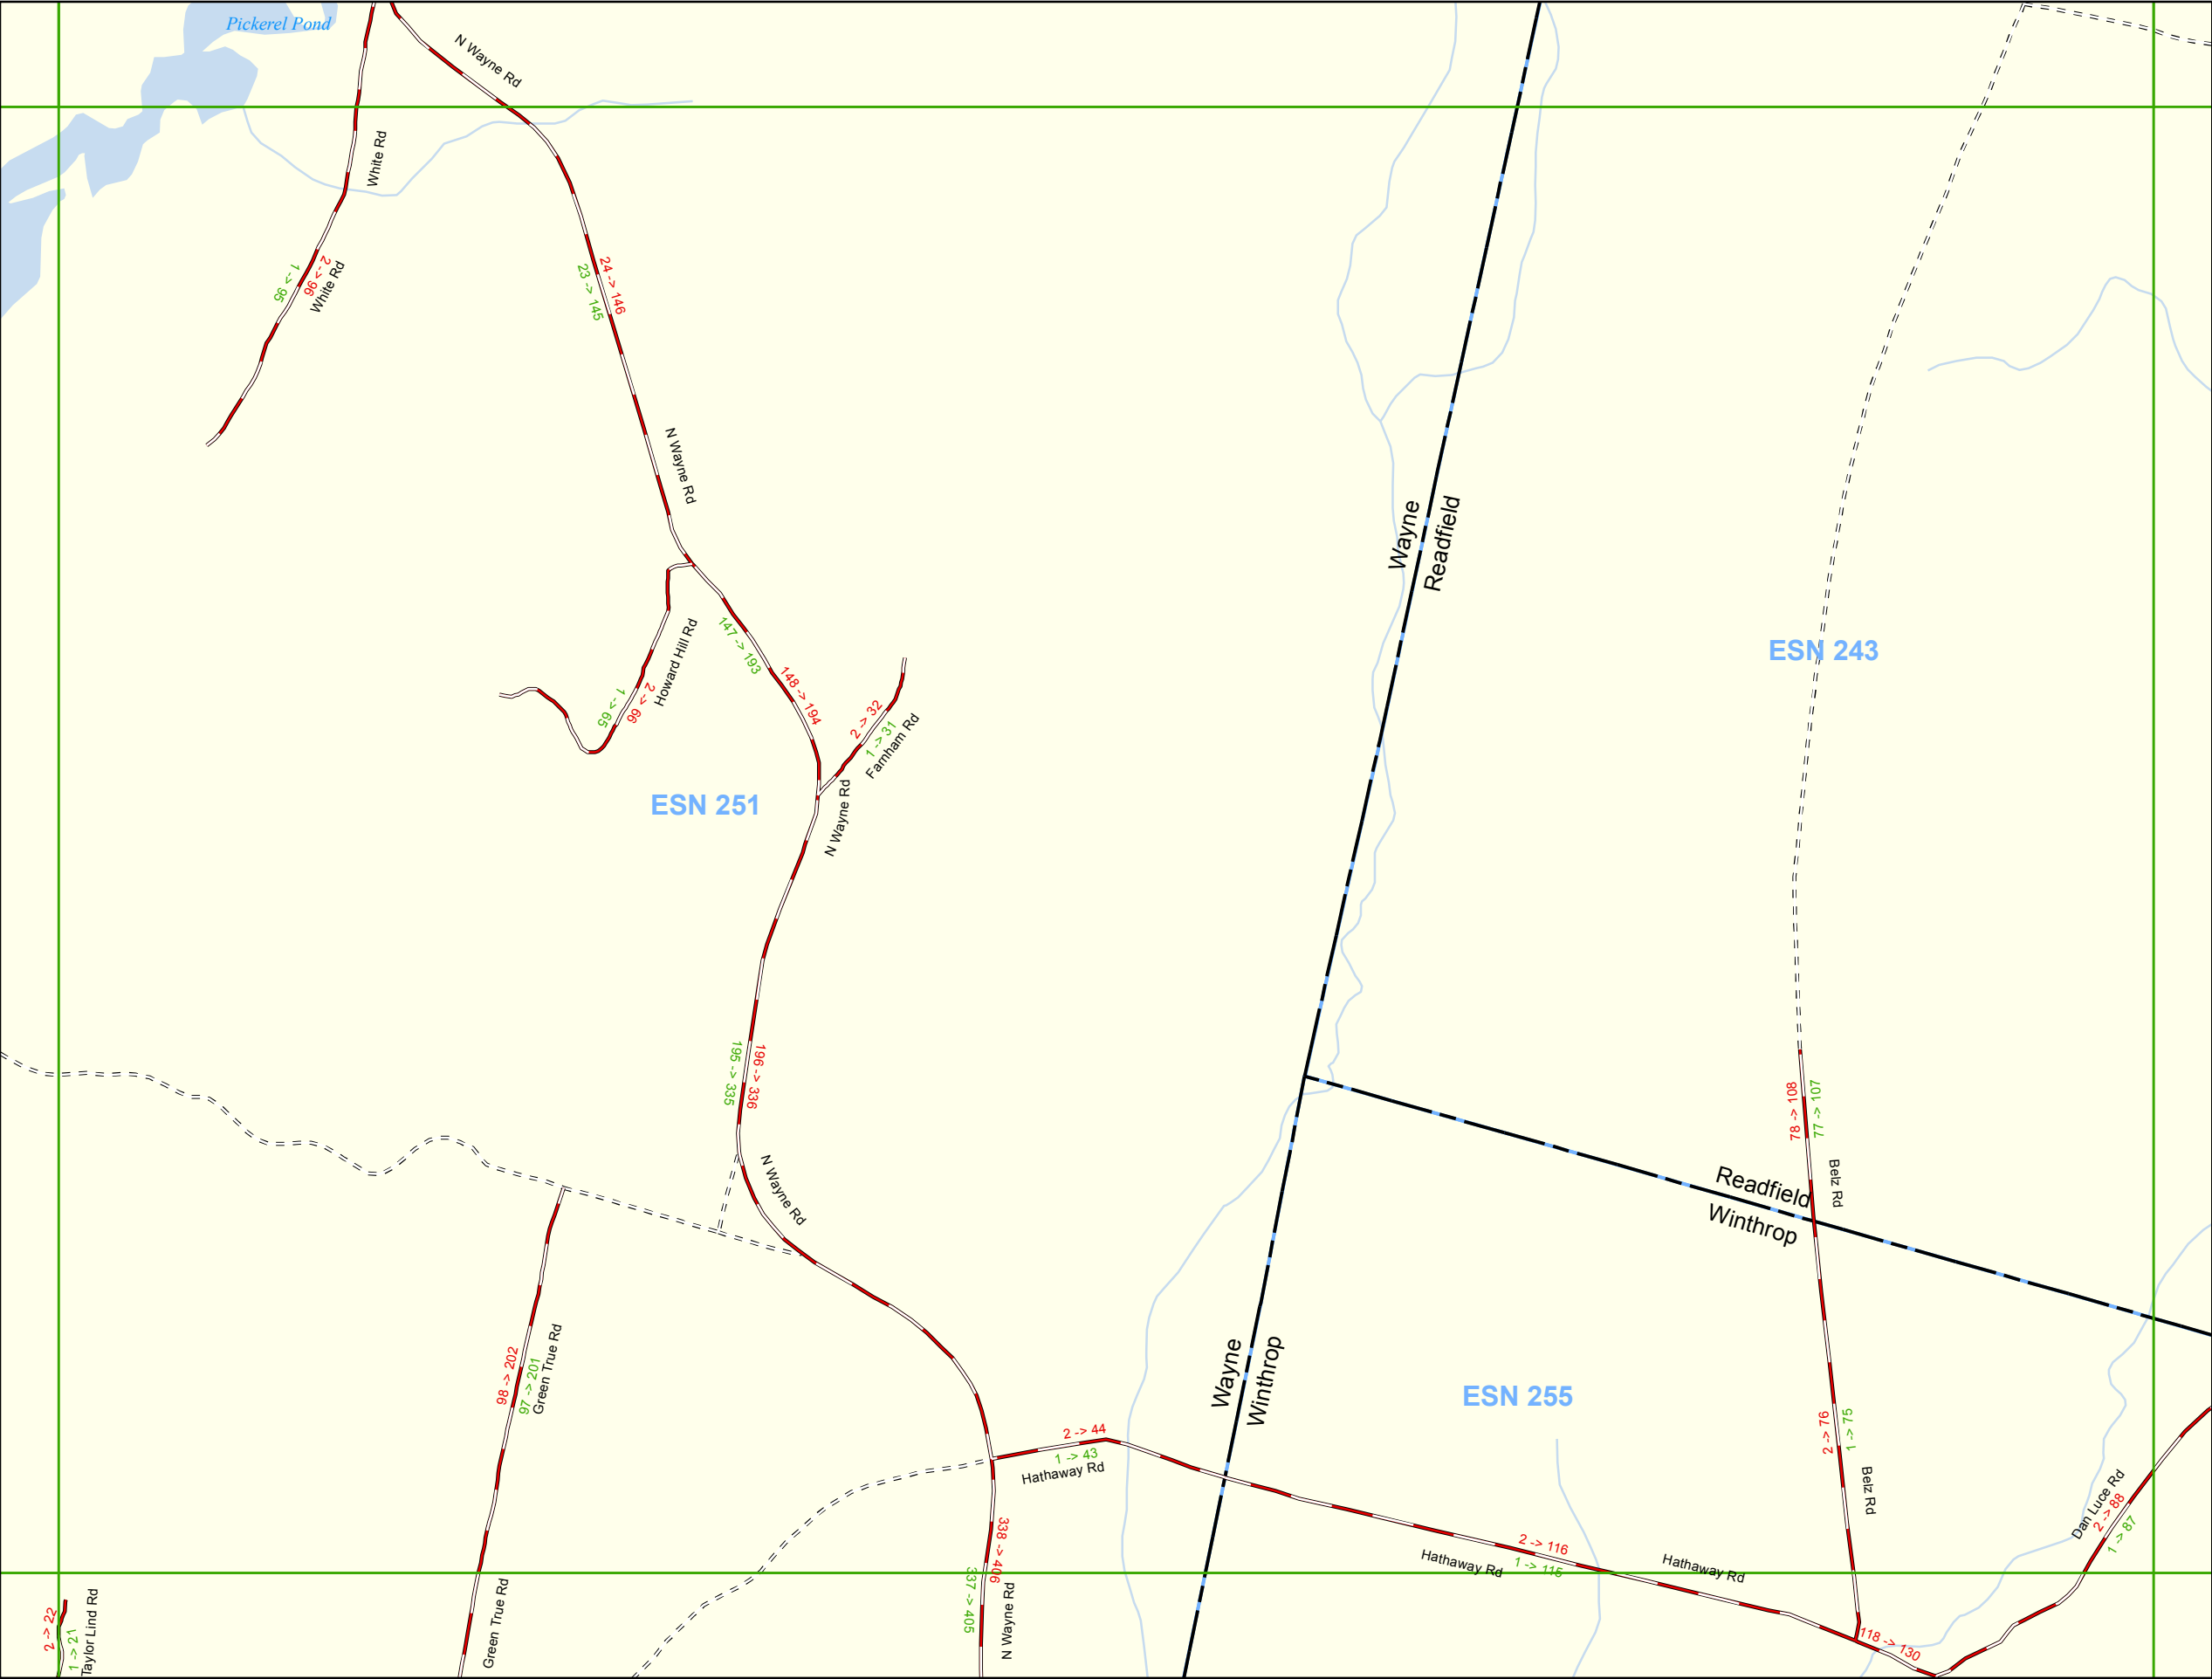 Pickerel Pond
N Wayne Rd
White Rd
1 -> 95
2 -> 96
White Rd
24 -> 146
23 -> 145
N Wayne Rd
Wayne
Readfield
Howard Hill Rd
1 -> 65
2 -> 66
147 -> 193
148 -> 194
2 -> 32
1 -> 31
Farnham Rd
N Wayne Rd
ESN 243
ESN 251
195 -> 335
196 -> 336
78 -> 108
77 -> 107
Belz Rd
Readfield
Winthrop
N Wayne Rd
98 -> 202
97 -> 201
Green True Rd
Wayne
Winthrop
ESN 255
2 -> 44
1 -> 43
Hathaway Rd
2 -> 76
1 -> 75
Belz Rd
Dan Luce Rd
2 -> 88
1 -> 87
2 -> 116
1 -> 115
Hathaway Rd
Hathaway Rd
338 -> 406
337 -> 405
N Wayne Rd
Green True Rd
2 -> 22
1 -> 21
Taylor Lind Rd
118 -> 130